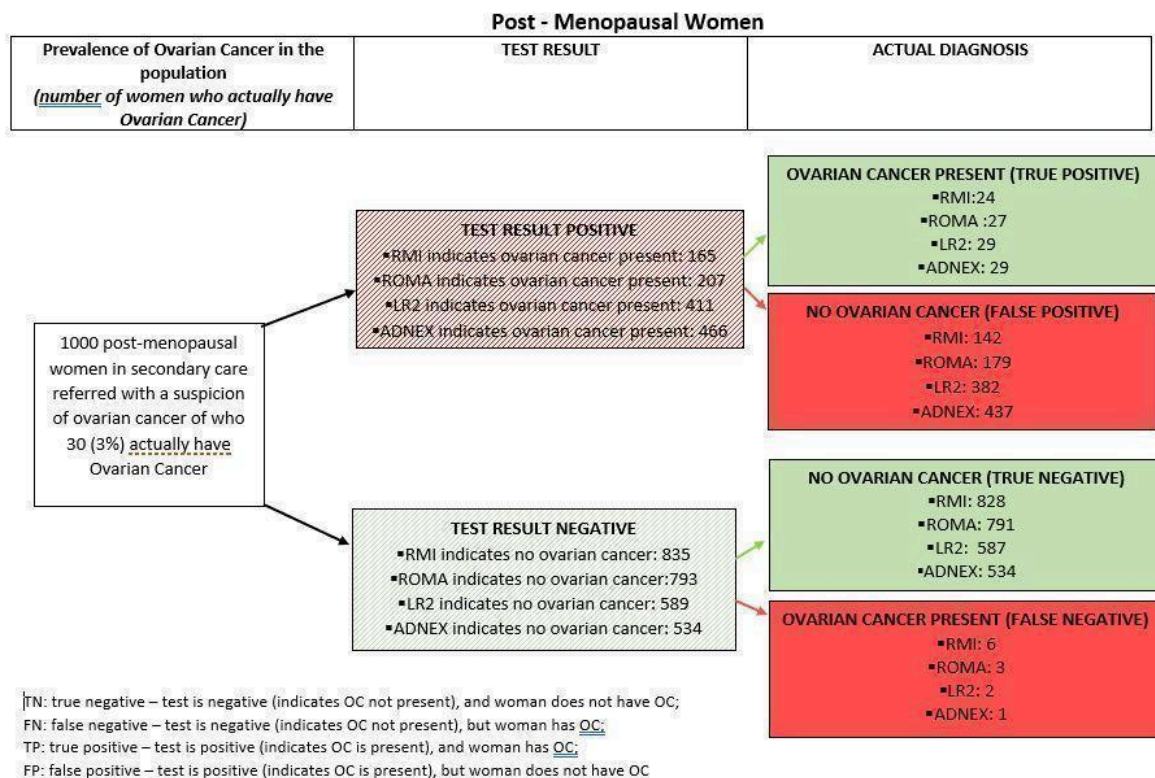 Post - Menopausal Women
Prevalence of Ovarian Cancer in the
population
(number of women who actually have
Ovarian Cancer)
TEST RESULT
ACTUAL DIAGNOSIS
1000 post-menopausal
women in secondary care
referred with a suspicion
of ovarian cancer of who
30 (3%) actually have
Ovarian Cancer
TEST RESULT POSITIVE
▪RMI indicates ovarian cancer present: 165
▪ROMA indicates ovarian cancer present: 207
▪LR2 indicates ovarian cancer present: 411
▪ADNEX indicates ovarian cancer present: 466
OVARIAN CANCER PRESENT (TRUE POSITIVE)
▪RMI:24
▪ROMA :27
▪LR2: 29
▪ADNEX: 29
NO OVARIAN CANCER (FALSE POSITIVE)
▪RMI: 142
▪ROMA: 179
▪LR2: 382
▪ADNEX: 437
TEST RESULT NEGATIVE
▪RMI indicates no ovarian cancer: 835
▪ROMA indicates no ovarian cancer:793
▪LR2 indicates no ovarian cancer: 589
▪ADNEX indicates no ovarian cancer: 534
NO OVARIAN CANCER (TRUE NEGATIVE)
▪RMI: 828
▪ROMA: 791
▪LR2: 587
▪ADNEX: 534
OVARIAN CANCER PRESENT (FALSE NEGATIVE)
▪RMI: 6
▪ROMA: 3
▪LR2: 2
▪ADNEX: 1
TN: true negative – test is negative (indicates OC not present), and woman does not have OC;
FN: false negative – test is negative (indicates OC not present), but woman has OC;
TP: true positive – test is positive (indicates OC is present), and woman has OC;
FP: false positive – test is positive (indicates OC is present), but woman does not have OC